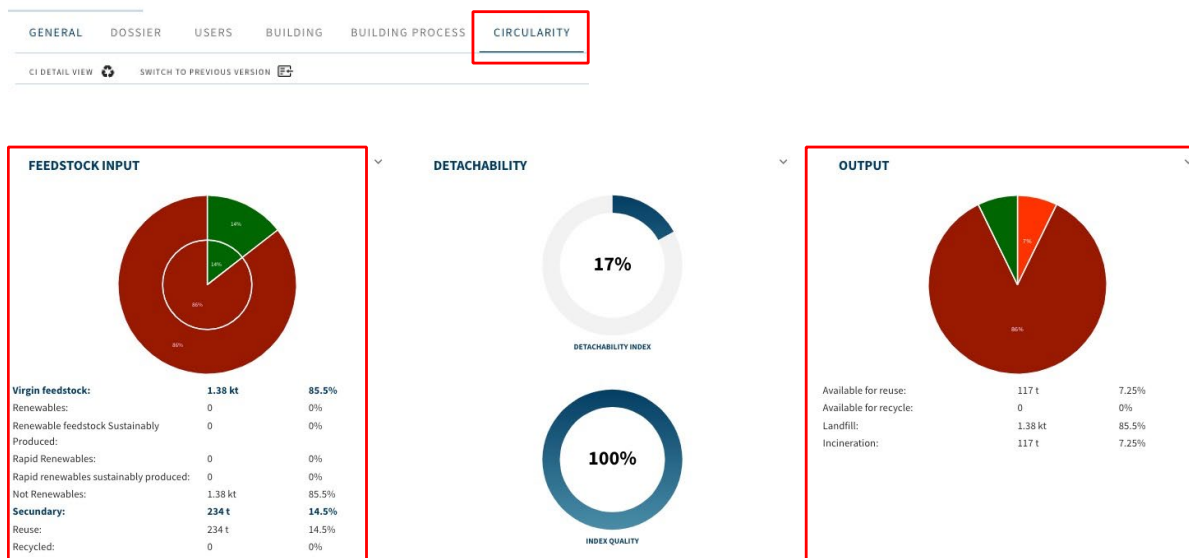 GENERAL DOSSIER USERS BUILDING BUILDING PROCESS CIRCULARITY
CI DETAIL VIEW SWITCH TO PREVIOUS VERSION
FEEDSTOCK INPUT
14%
14%
86%
86%
Virgin feedstock: 1.38 kt 85.5%
Renewables: 0 0%
Renewable feedstock Sustainably 0 0%
Produced:
Rapid Renewables: 0 0%
Rapid renewables sustainably produced: 0 0%
Not Renewables: 1.38 kt 85.5%
Secundary: 234 t 14.5%
Reuse: 234 t 14.5%
Recycled: 0 0%
DETACHABILITY
17%
DETACHABILITY INDEX
100%
INDEX QUALITY
OUTPUT
7%
86%
Available for reuse: 117 t 7.25%
Available for recycle: 0 0%
Landfill: 1.38 kt 85.5%
Incineration: 117 t 7.25%